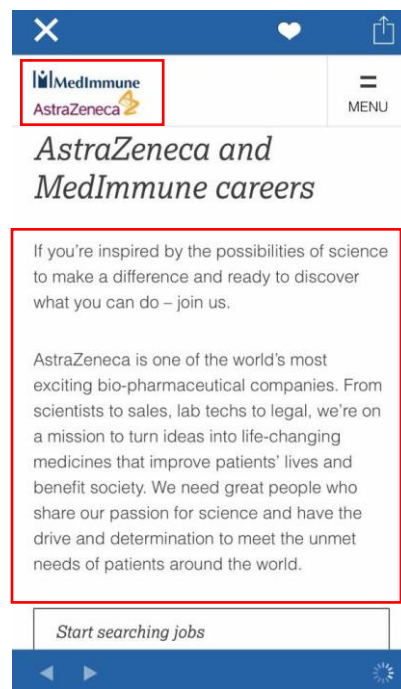 MedImmune
AstraZeneca
MENU
AstraZeneca and
MedImmune careers
If you're inspired by the possibilities of science
to make a difference and ready to discover
what you can do – join us.
AstraZeneca is one of the world's most
exciting bio-pharmaceutical companies. From
scientists to sales, lab techs to legal, we're on
a mission to turn ideas into life-changing
medicines that improve patients' lives and
benefit society. We need great people who
share our passion for science and have the
drive and determination to meet the unmet
needs of patients around the world.
Start searching jobs